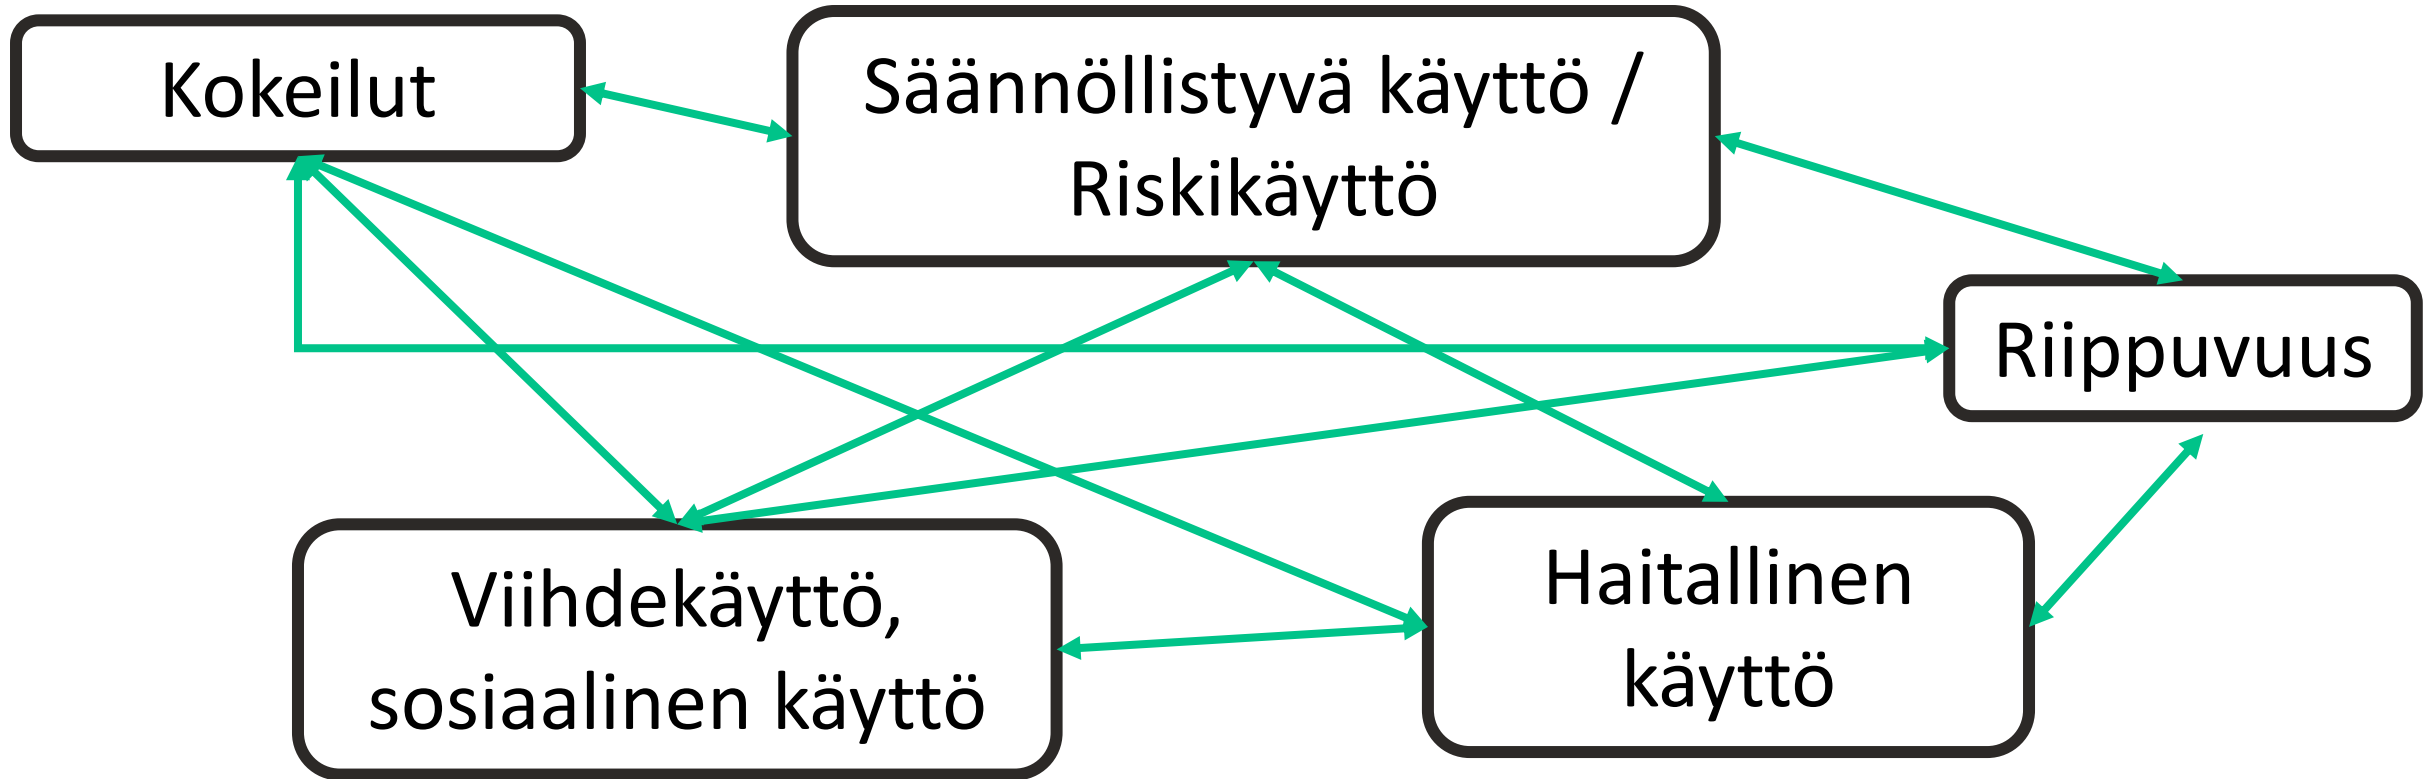 Kokeilut
Säännöllistyvä käyttö /
Riskikäyttö
Riippuvuus
Viihdekäyttö,
sosiaalinen käyttö
Haitallinen
käyttö